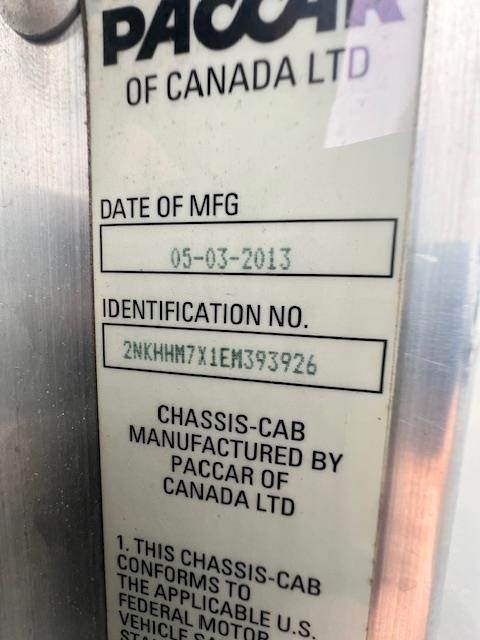 PACCAR
OF CANADA LTD
DATE OF MFG
05-03-2013
IDENTIFICATION NO.
2NKHHM7X1EM393926
CHASSIS-CAB
MANUFACTURED BY
PACCAR OF
CANADA LTD
1. THIS CHASSIS-CAB
CONFORMS TO
THE APPLICABLE U.S.
FEDERAL MOTOR
VEHICLE